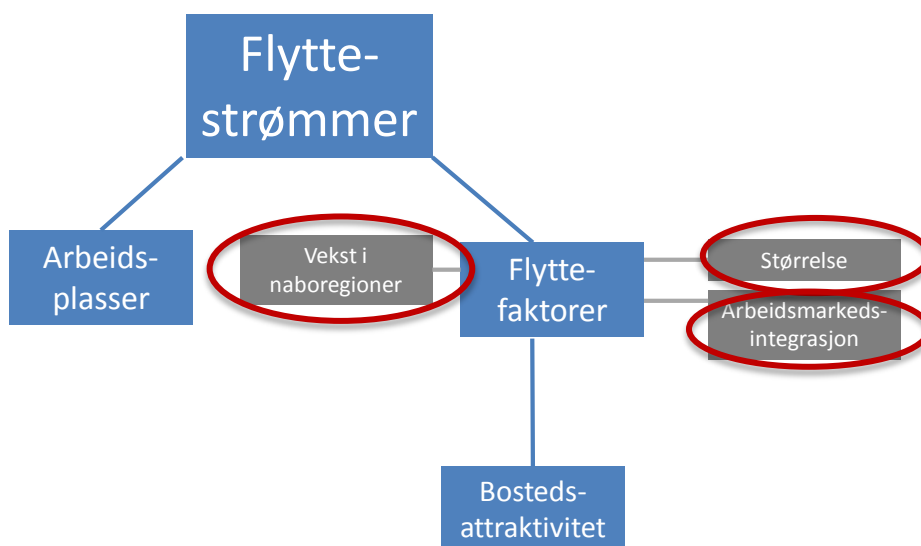 Flytte-
strømmer
Arbeids-
plasser
Vekst i
naboregioner
Flytte-
faktorer
Størrelse
Arbeidsmarkeds-
integrasjon
Bosteds-
attraktivitet